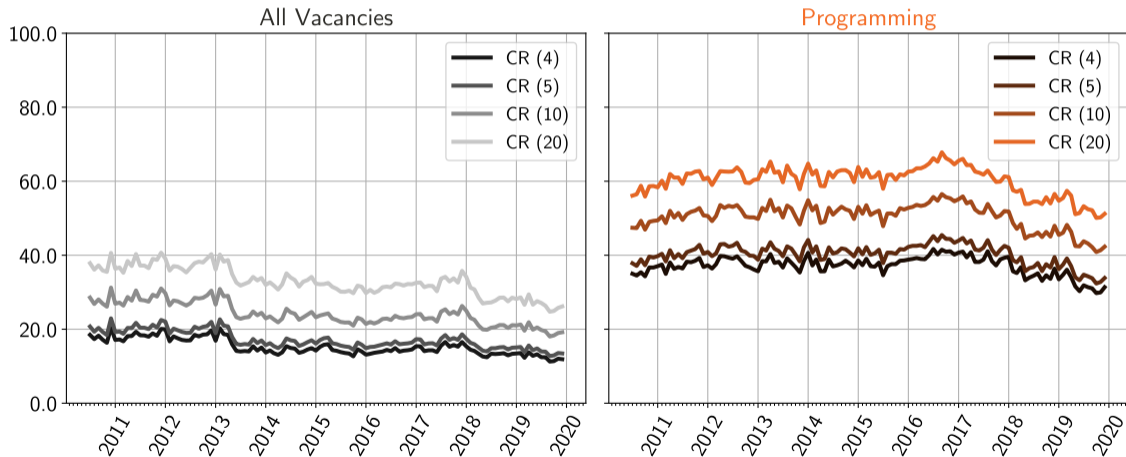 All Vacancies
100.0
80.0
60.0
40.0
20.0
0.0
CR (4)
CR (5)
CR (10)
CR (20)
2011
2012
2013
2014
2015
2016
2017
2018
2019
2020
Programming
CR (4)
CR (5)
CR (10)
CR (20)
2011
2012
2013
2014
2015
2016
2017
2018
2019
2020